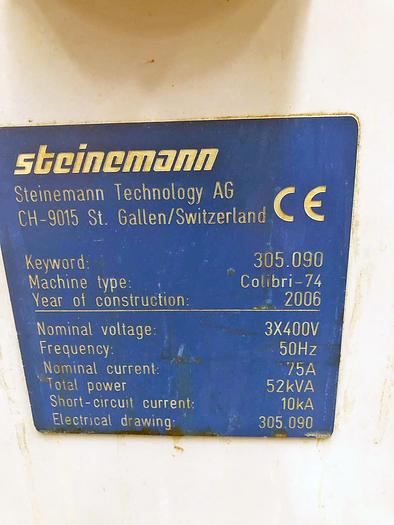 steinemann
Steinemann Technology AG
CH-9015 St. Gallen/Switzerland CE
Keyword: 305.090
Machine type: Colibri-74
Year of construction: 2006
Nominal voltage: 3X400V
Frequency: 50Hz
Nominal current: 75A
Total power 52kVA
Short-circuit current: 10kA
Electrical drawing: 305.090